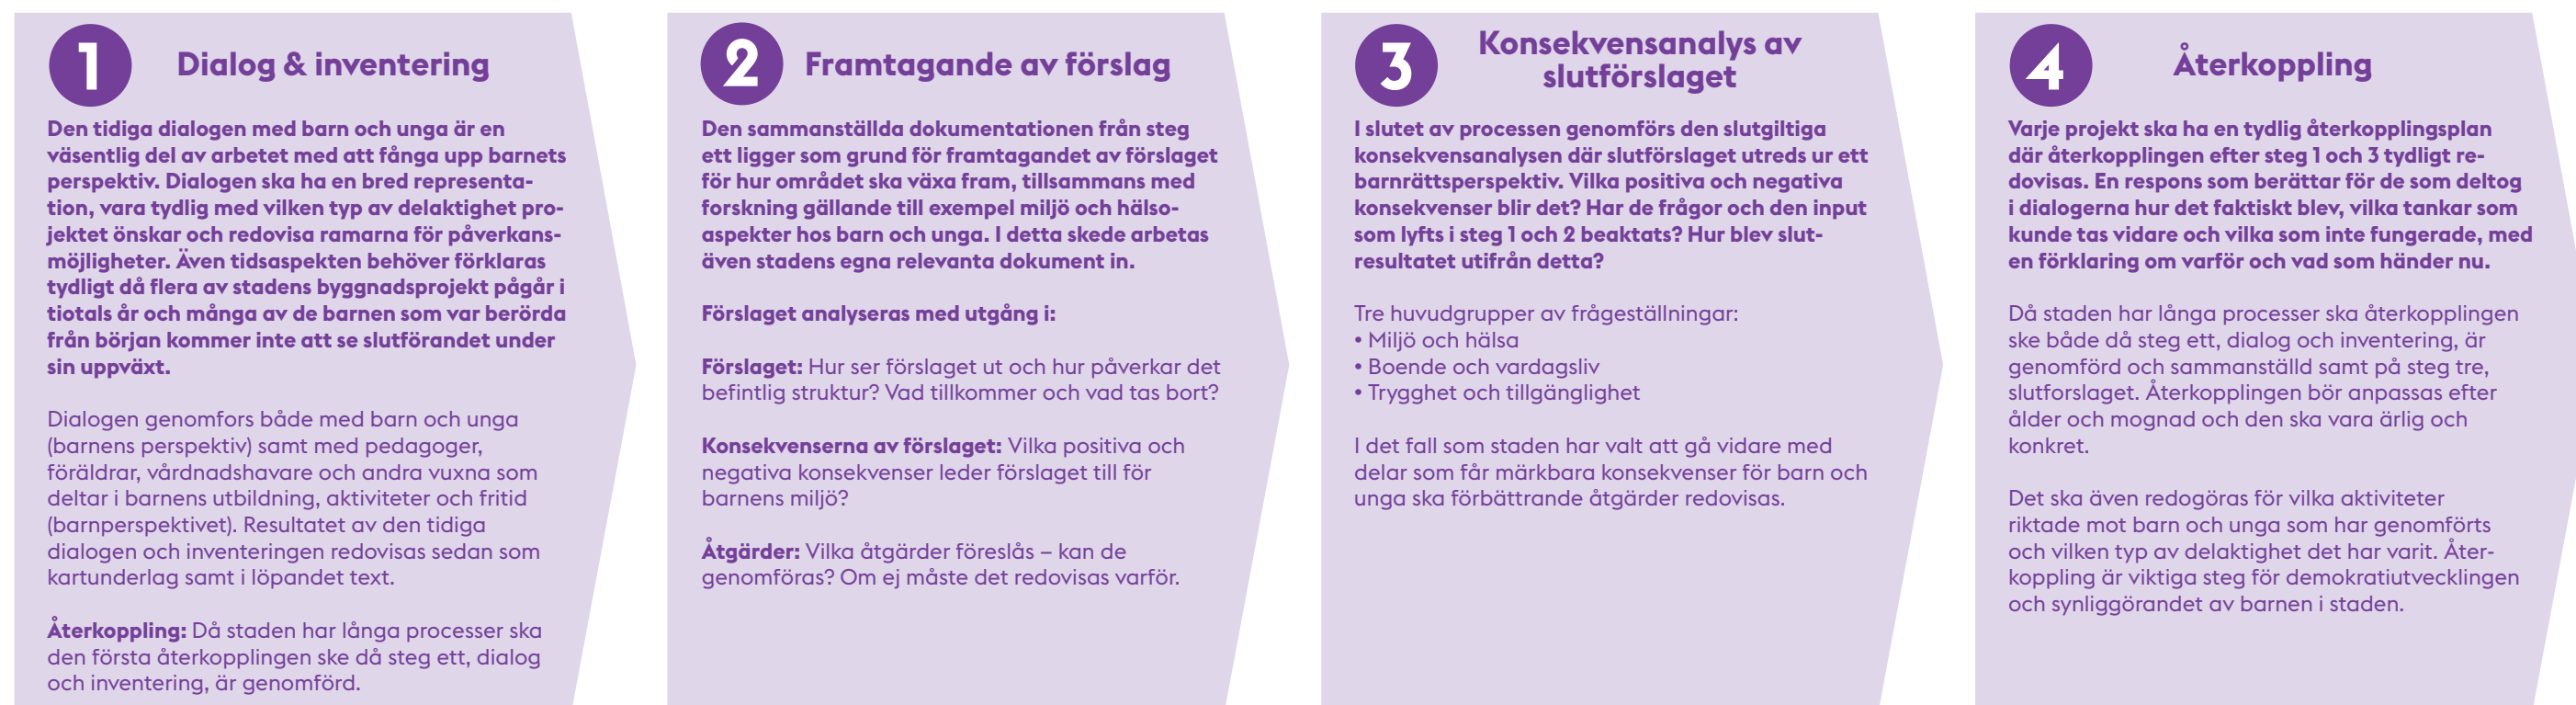 1
Dialog & inventering
Den tidiga dialogen med barn och unga är en
väsentlig del av arbetet med att fånga upp barnets
perspektiv. Dialogen ska ha en bred representa-
tion, vara tydlig med vilken typ av delaktighet pro-
jektet önskar och redovisa ramarna för påverkans-
möjligheter. Även tidsaspekten behöver förklaras
tydligt då flera av stadens byggnadsprojekt pågår i
tiotals år och många av de barnen som var berörda
från början kommer inte att se slutförandet under
sin uppväxt.
Dialogen genomfors både med barn och unga
(barnens perspektiv) samt med pedagoger,
föräldrar, vårdnadshavare och andra vuxna som
deltar i barnens utbildning, aktiviteter och fritid
(barnperspektivet). Resultatet av den tidiga
dialogen och inventeringen redovisas sedan som
kartunderlag samt i löpandet text.
Återkoppling: Då staden har långa processer ska
den första återkopplingen ske då steg ett, dialog
och inventering, är genomförd.
2
Framtagande av förslag
Den sammanställda dokumentationen från steg
ett ligger som grund för framtagandet av förslaget
för hur området ska växa fram, tillsammans med
forskning gällande till exempel miljö och hälso-
aspekter hos barn och unga. I detta skede arbetas
även stadens egna relevanta dokument in.
Förslaget analyseras med utgång i:
Förslaget: Hur ser förslaget ut och hur påverkar det
befintlig struktur? Vad tillkommer och vad tas bort?
Konsekvenserna av förslaget: Vilka positiva och
negativa konsekvenser leder förslaget till för
barnens miljö?
Åtgärder: Vilka åtgärder föreslås – kan de
genomföras? Om ej måste det redovisas varför.
3
Konsekvensanalys av
slutförslaget
I slutet av processen genomförs den slutgiltiga
konsekvensanalysen där slutförslaget utreds ur ett
barnrättsperspektiv. Vilka positiva och negativa
konsekvenser blir det? Har de frågor och den input
som lyfts i steg 1 och 2 beaktats? Hur blev slut-
resultatet utifrån detta?
Tre huvudgrupper av frågeställningar:
• Miljö och hälsa
• Boende och vardagsliv
• Trygghet och tillgänglighet
I det fall som staden har valt att gå vidare med
delar som får märkbara konsekvenser för barn och
unga ska förbättrande åtgärder redovisas.
4
Återkoppling
Varje projekt ska ha en tydlig återkopplingsplan
där återkopplingen efter steg 1 och 3 tydligt re-
dovisas. En respons som berättar för de som deltog
i dialogerna hur det faktiskt blev, vilka tankar som
kunde tas vidare och vilka som inte fungerade, med
en förklaring om varför och vad som händer nu.
Då staden har långa processer ska återkopplingen
ske både då steg ett, dialog och inventering, är
genomförd och sammanställd samt på steg tre,
slutforslaget. Återkopplingen bör anpassas efter
ålder och mognad och den ska vara ärlig och
konkret.
Det ska även redogöras för vilka aktiviteter
riktade mot barn och unga som har genomförts
och vilken typ av delaktighet det har varit. Åter-
koppling är viktiga steg för demokratiutvecklingen
och synliggörandet av barnen i staden.